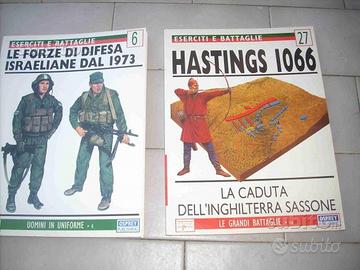 ESERCITI E BATTAGLIE
6
LE FORZE DI DIFESA
ISRAELIANE DAL 1973
UOMINI IN UNIFORME • 4
OSPREY
ESERCITI E BATTAGLIE
27
HASTINGS 1066
LA CADUTA
DELL'INGHILTERRA SASSONE
LE GRANDI BATTAGLIE
OSPREY
subito